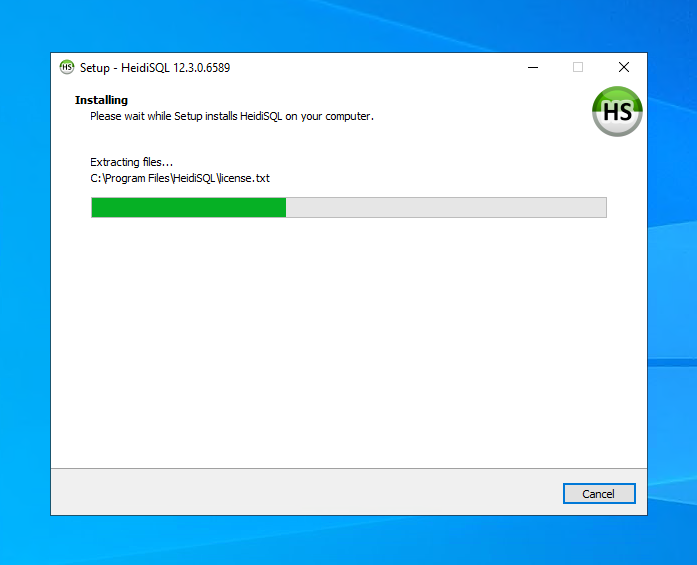 HS Setup - HeidiSQL 12.3.0.6589
Installing
Please wait while Setup installs HeidiSQL on your computer.
HS
Extracting files...
C:\Program Files\HeidiSQL\license.txt
Cancel